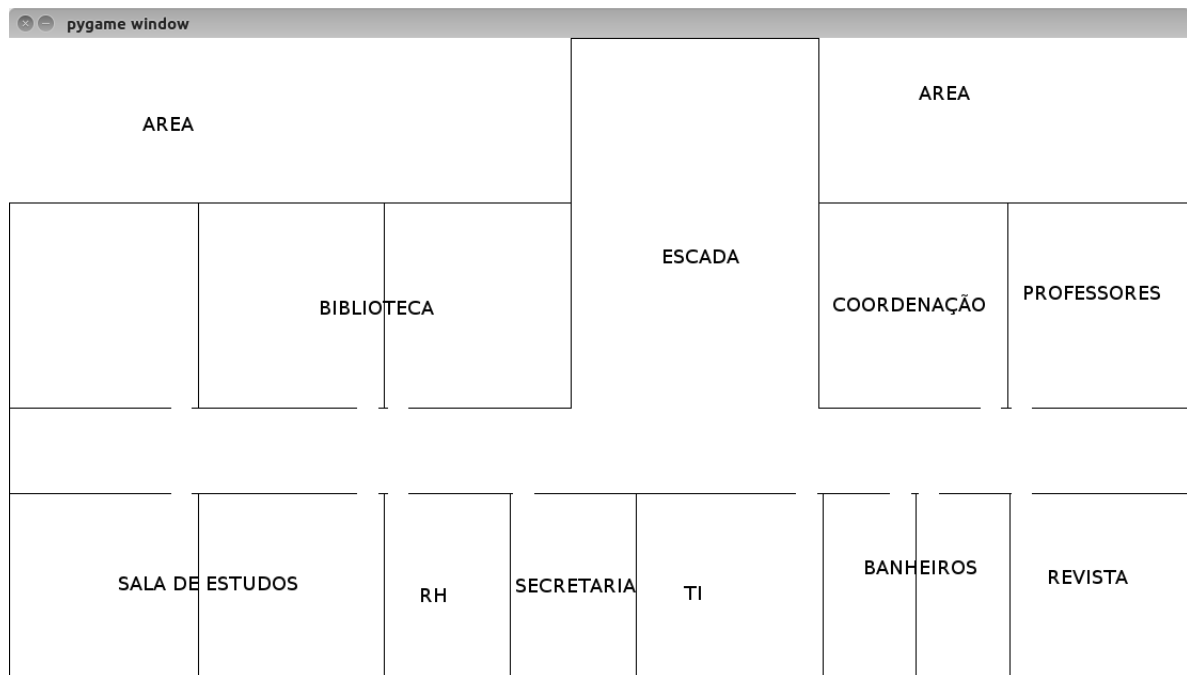 pygame window
AREA
AREA
ESCADA
BIBLIOTECA
COORDENAÇÃO
PROFESSORES
SALA DE ESTUDOS
RH
SECRETARIA
TI
BANHEIROS
REVISTA